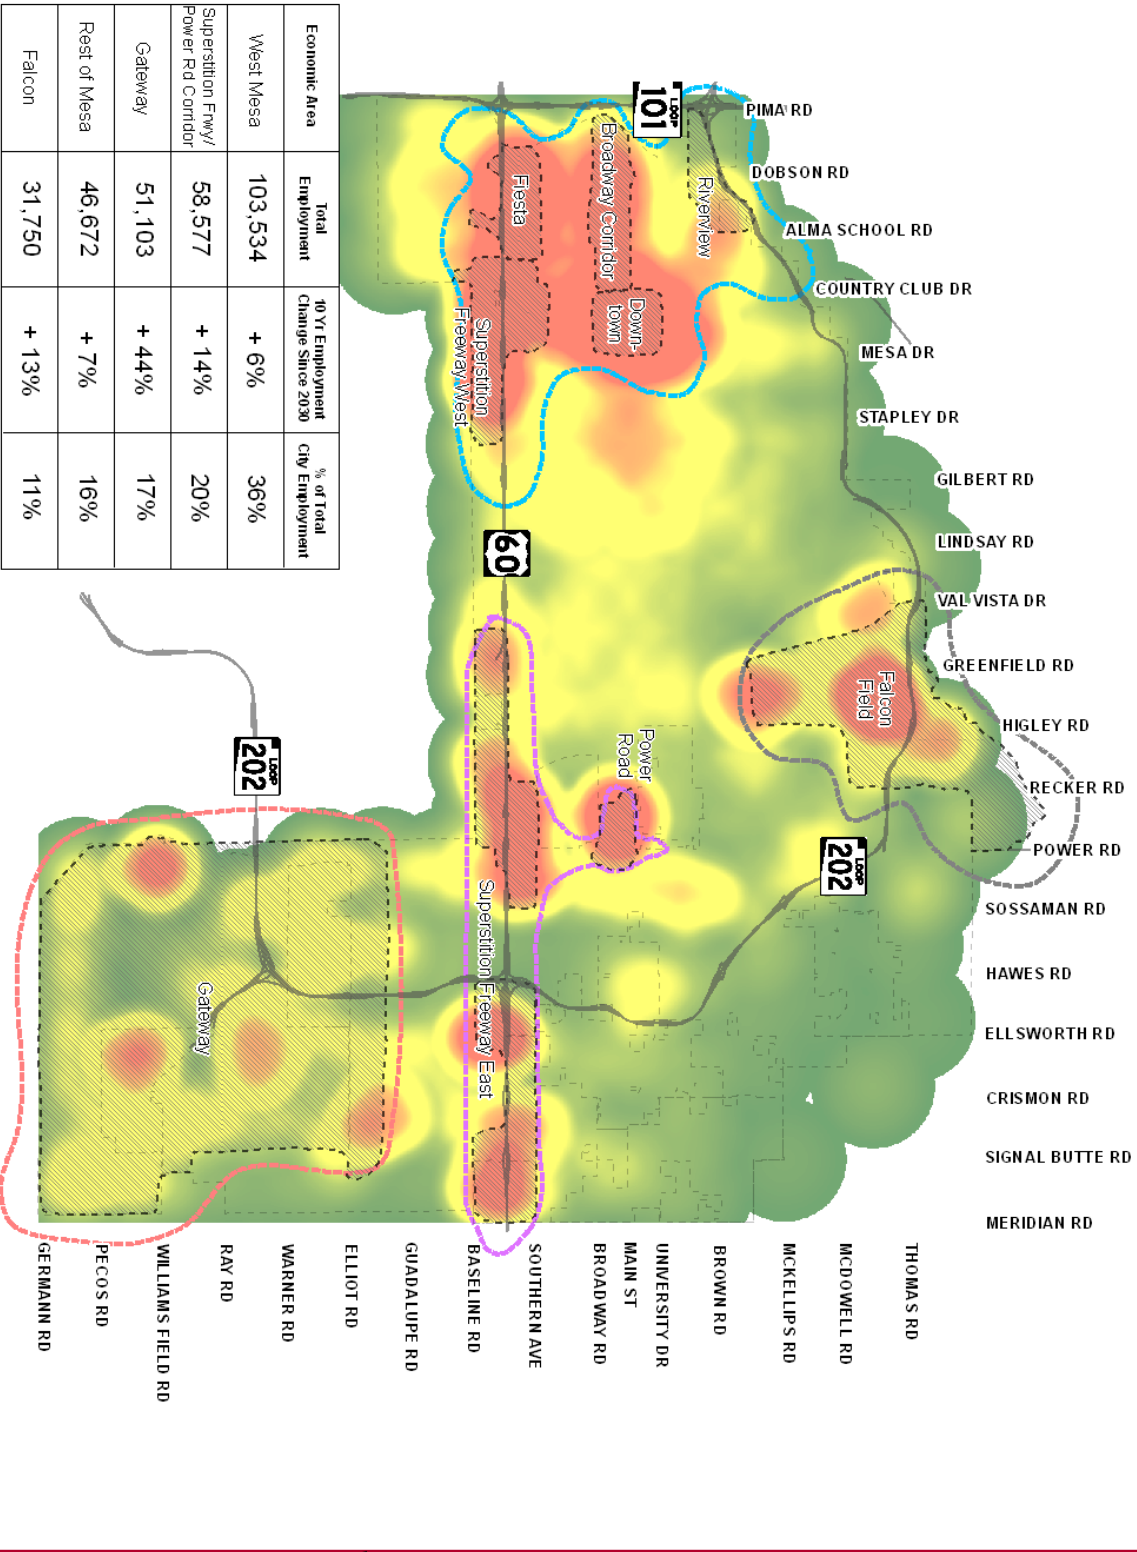 PIMA RD
DOBSON RD
ALMA SCHOOL RD
COUNTRY CLUB DR
MESA DR
STAPLEY DR
GILBERT RD
LINDSAY RD
VAL VISTA DR
GREENFIELD RD
HIGLEY RD
RECKER RD
POWER RD
SOSSAMAN RD
HAWES RD
ELLSWORTH RD
CRISMON RD
SIGNAL BUTTE RD
MERIDIAN RD
THOMAS RD
MCDOWELL RD
MCKELLIPS RD
BROWN RD
UNIVERSITY DR
MAIN ST
BROADWAY RD
SOUTHERN AVE
BASELINE RD
GUADALUPE RD
ELLIOT RD
WARNER RD
RAY RD
WILLIAMS FIELD RD
PECOS RD
GERMANN RD
LOOP
101
Riverview
Broadway Corridor
Down-
town
Fiesta
Superstition
Freeway West
60
Falcon
Field
Power
Road
LOOP
202
Superstition Freeway East
LOOP
202
Gateway
Economic Area Total Employment 10 Yr Employment Change Since 2030 % of Total City Employment
West Mesa 103,534 + 6% 36%
Superstition Frwy/
Power Rd Corridor 58,577 + 14% 20%
Gateway 51,103 + 44% 17%
Rest of Mesa 46,672 + 7% 16%
Falcon 31,750 + 13% 11%